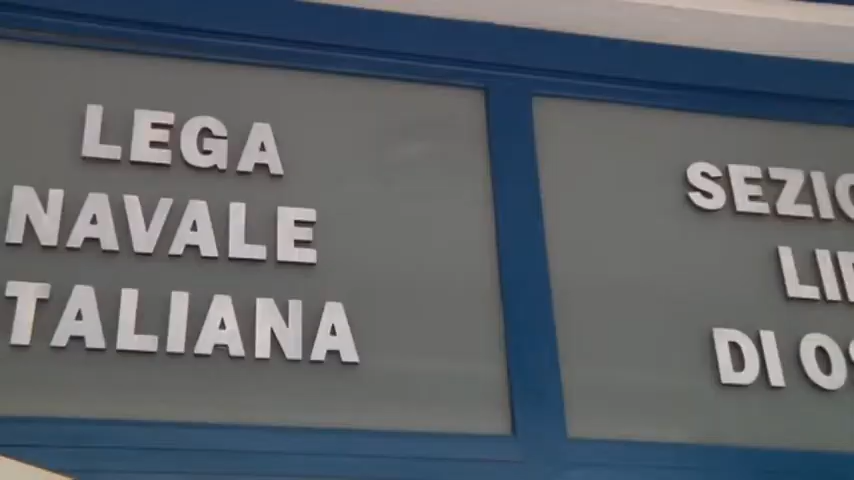 LEGA
NAVALE
TALIANA
SEZIO
LI
DI OS